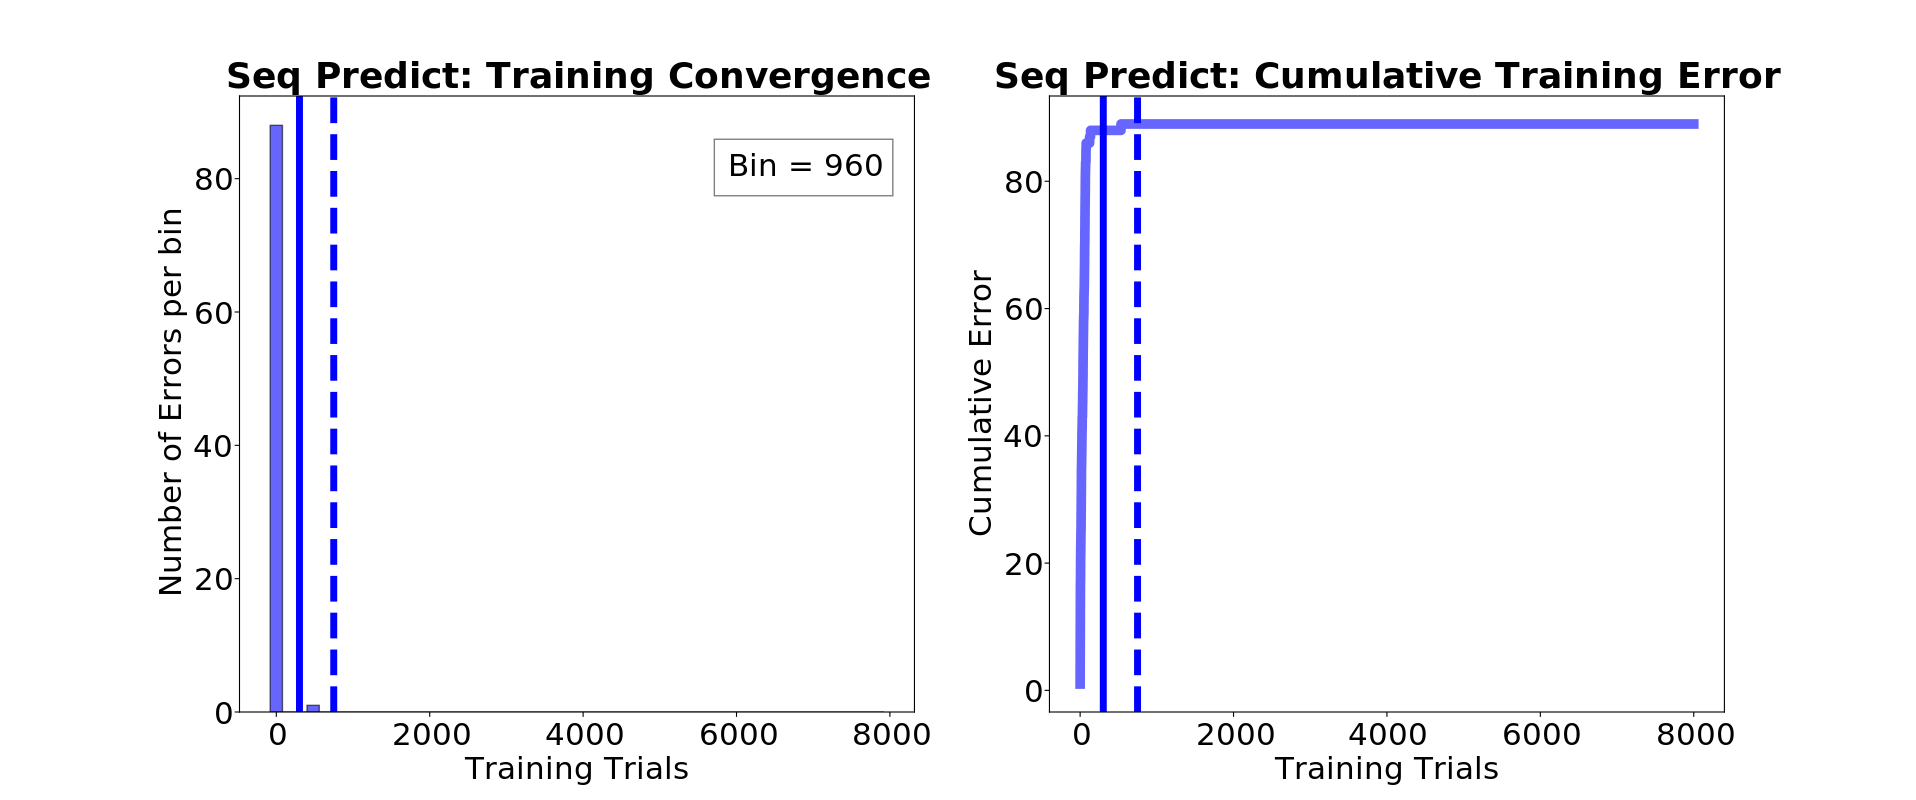 Seq Predict: Training Convergence
Number of Errors per bin
80
60
40
20
0
Bin = 960
0 2000 4000 6000 8000
Training Trials
Seq Predict: Cumulative Training Error
Cumulative Error
80
60
40
20
0
0 2000 4000 6000 8000
Training Trials